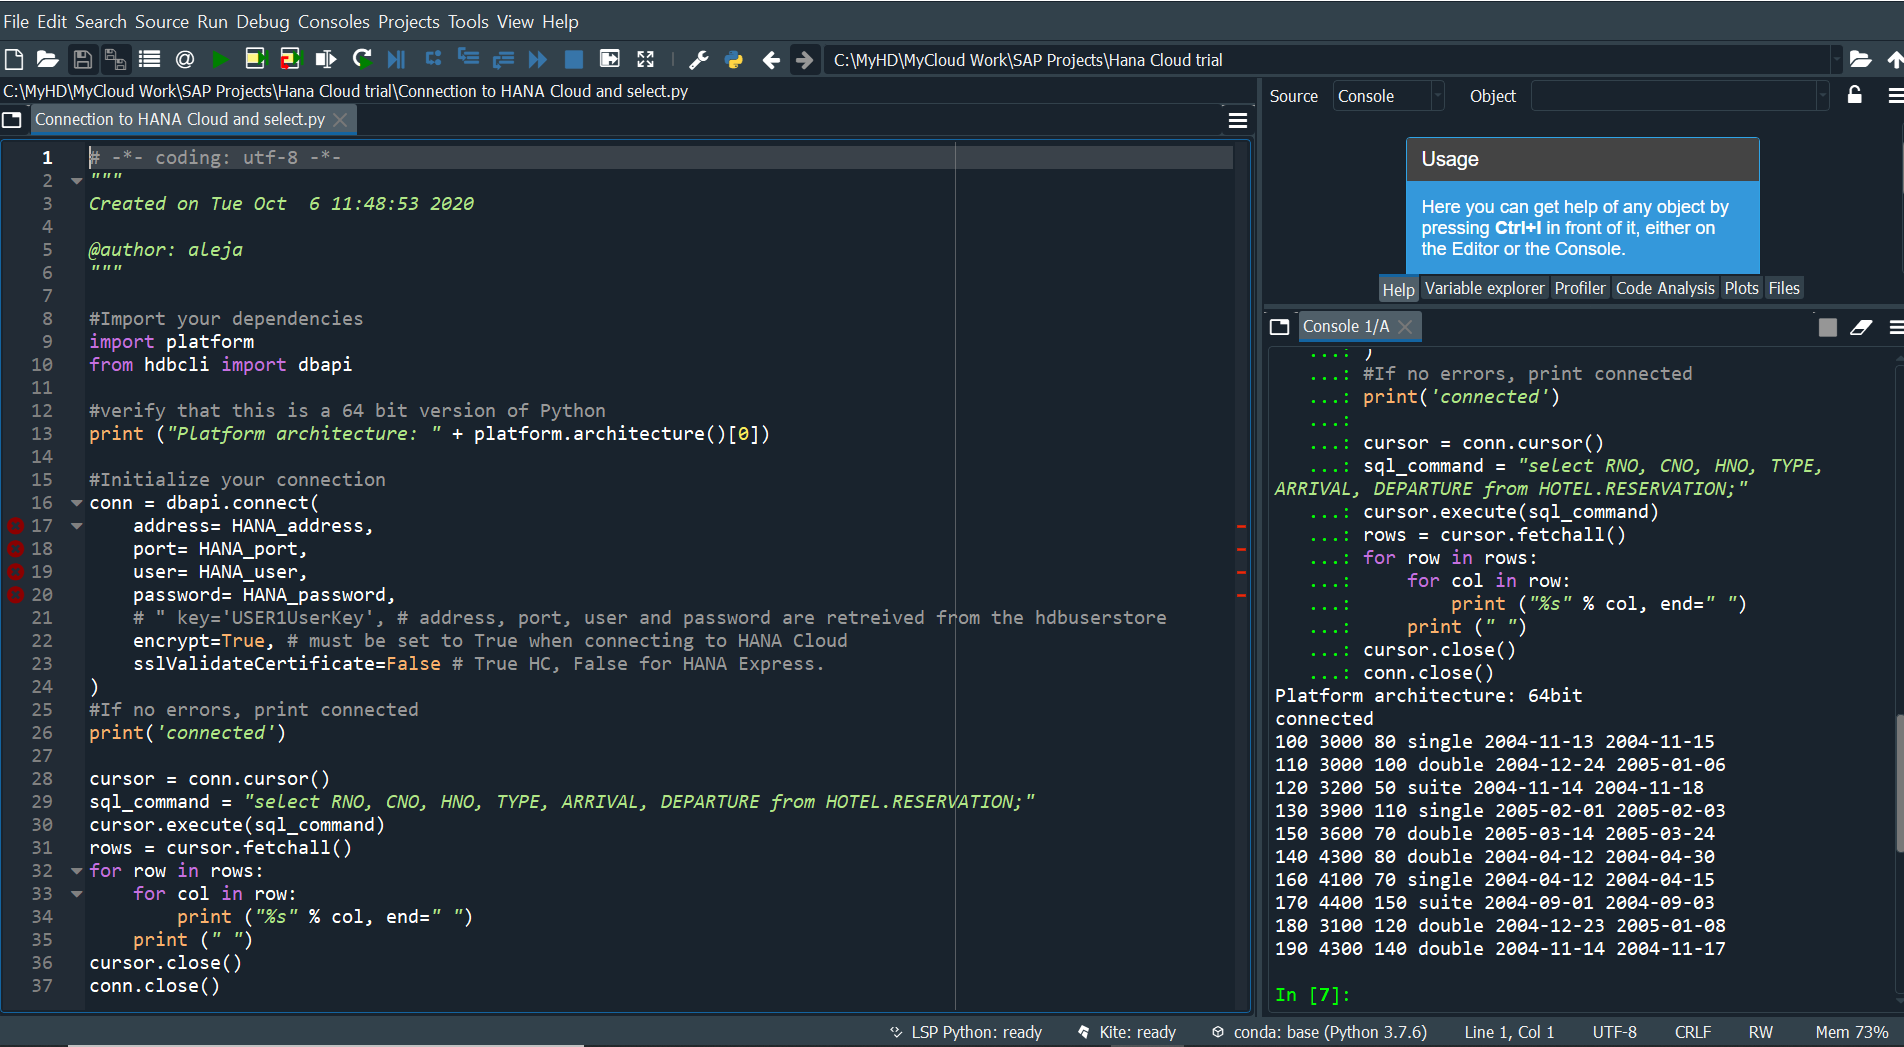 File Edit Search Source Run Debug Consoles Projects Tools View Help
C:\MyHD\MyCloud Work\SAP Projects\Hana Cloud trial
C:\MyHD\MyCloud Work\SAP Projects\Hana Cloud trial\Connection to HANA Cloud and select.py
Connection to HANA Cloud and select.py
1 # -*- coding: utf-8 -*-
2 """
3 Created on Tue Oct  6 11:48:53 2020
4
5 @author: aleja
6 """
7
8 #Import your dependencies
9 import platform
10 from hdbcli import dbapi
11
12 #verify that this is a 64 bit version of Python
13 print ("Platform architecture: " + platform.architecture()[0])
14
15 #Initialize your connection
16 conn = dbapi.connect(
17     address= HANA_address,
18     port= HANA_port,
19     user= HANA_user,
20     password= HANA_password,
21     # " key='USER1UserKey', # address, port, user and password are retreived from the hdbuserstore
22     encrypt=True, # must be set to True when connecting to HANA Cloud
23     sslValidateCertificate=False # True HC, False for HANA Express.
24 )
25 #If no errors, print connected
26 print('connected')
27
28 cursor = conn.cursor()
29 sql_command = "select RNO, CNO, HNO, TYPE, ARRIVAL, DEPARTURE from HOTEL.RESERVATION;"
30 cursor.execute(sql_command)
31 rows = cursor.fetchall()
32 for row in rows:
33     for col in row:
34         print ("%s" % col, end=" ")
35     print (" ")
36 cursor.close()
37 conn.close()
Source Console Object
Usage
Here you can get help of any object by
pressing Ctrl+I in front of it, either on
the Editor or the Console.
Help Variable explorer Profiler Code Analysis Plots Files
Console 1/A
...: )
...: #If no errors, print connected
...: print('connected')
...:
...: cursor = conn.cursor()
...: sql_command = "select RNO, CNO, HNO, TYPE,
ARRIVAL, DEPARTURE from HOTEL.RESERVATION;"
...: cursor.execute(sql_command)
...: rows = cursor.fetchall()
...: for row in rows:
...:     for col in row:
...:         print ("%s" % col, end=" ")
...:     print (" ")
...: cursor.close()
...: conn.close()
Platform architecture: 64bit
connected
100 3000 80 single 2004-11-13 2004-11-15
110 3000 100 double 2004-12-24 2005-01-06
120 3200 50 suite 2004-11-14 2004-11-18
130 3900 110 single 2005-02-01 2005-02-03
150 3600 70 double 2005-03-14 2005-03-24
140 4300 80 double 2004-04-12 2004-04-30
160 4100 70 single 2004-04-12 2004-04-15
170 4400 150 suite 2004-09-01 2004-09-03
180 3100 120 double 2004-12-23 2005-01-08
190 4300 140 double 2004-11-14 2004-11-17
In [7]:
LSP Python: ready Kite: ready conda: base (Python 3.7.6) Line 1, Col 1 UTF-8 CRLF RW Mem 73%